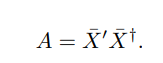 A = X̄′X̄†.